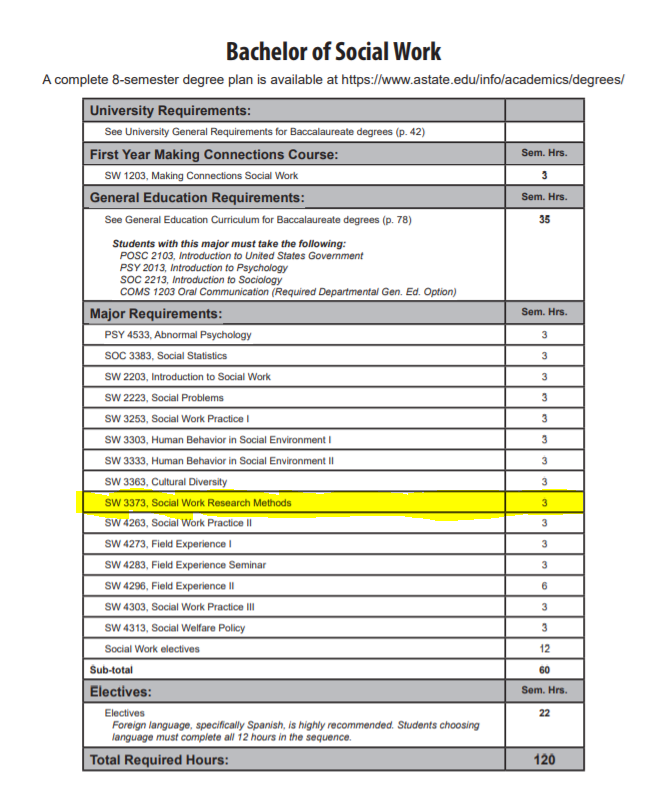 Bachelor of Social Work
A complete 8-semester degree plan is available at https://www.astate.edu/info/academics/degrees/
University Requirements:
See University General Requirements for Baccalaureate degrees (p. 42)
First Year Making Connections Course: Sem. Hrs.
SW 1203, Making Connections Social Work 3
General Education Requirements: Sem. Hrs.
See General Education Curriculum for Baccalaureate degrees (p. 78) 35
Students with this major must take the following:
POSC 2103, Introduction to United States Government
PSY 2013, Introduction to Psychology
SOC 2213, Introduction to Sociology
COMS 1203 Oral Communication (Required Departmental Gen. Ed. Option)
Major Requirements: Sem. Hrs.
PSY 4533, Abnormal Psychology 3
SOC 3383, Social Statistics 3
SW 2203, Introduction to Social Work 3
SW 2223, Social Problems 3
SW 3253, Social Work Practice I 3
SW 3303, Human Behavior in Social Environment I 3
SW 3333, Human Behavior in Social Environment II 3
SW 3363, Cultural Diversity 3
SW 3373, Social Work Research Methods 3
SW 4263, Social Work Practice II 3
SW 4273, Field Experience I 3
SW 4283, Field Experience Seminar 3
SW 4296, Field Experience II 6
SW 4303, Social Work Practice III 3
SW 4313, Social Welfare Policy 3
Social Work electives 12
Sub-total 60
Electives: Sem. Hrs.
Electives 22
Foreign language, specifically Spanish, is highly recommended. Students choosing
language must complete all 12 hours in the sequence.
Total Required Hours: 120